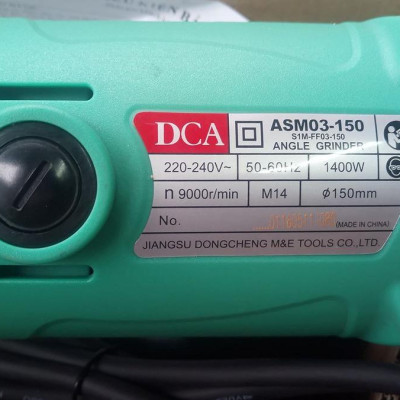 DCA
ASM03-150
S1M-FF03-150
ANGLE GRINDER
220-240V~ 50-60Hz 1400W
n 9000r/min M14 φ150mm
No. (MADE IN CHINA)
JIANGSU DONGCHENG M&E TOOLS CO.,LTD.